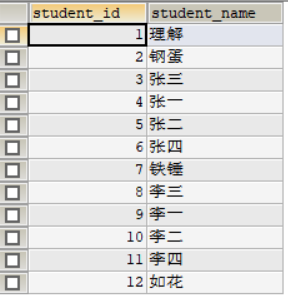 student_id student_name
1 理解
2 钢蛋
3 张三
4 张一
5 张二
6 张四
7 铁锤
8 李三
9 李一
10 李二
11 李四
12 如花